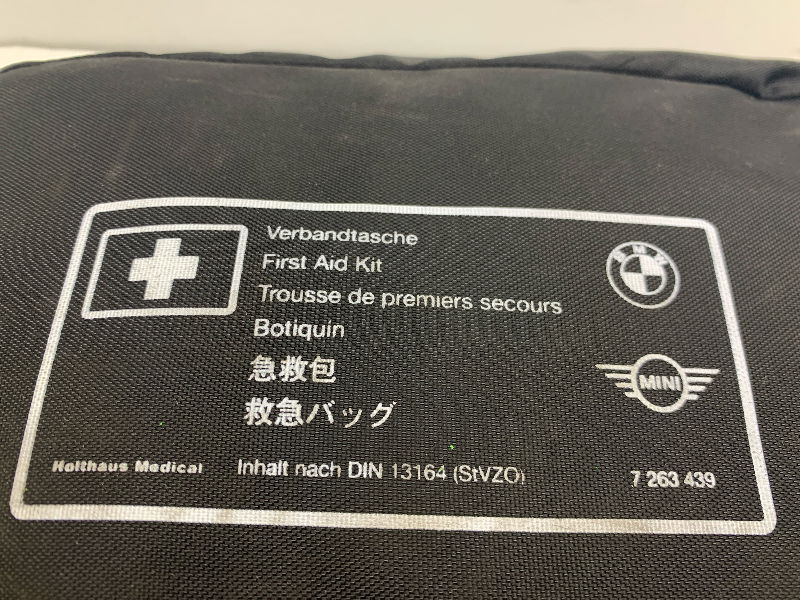 Verbandtasche
First Aid Kit
Trousse de premiers secours
Botiquin
急救包
救急バッグ
BMW
MINI
Holthaus Medical
Inhalt nach DIN 13164 (StVZO)
7 263 439